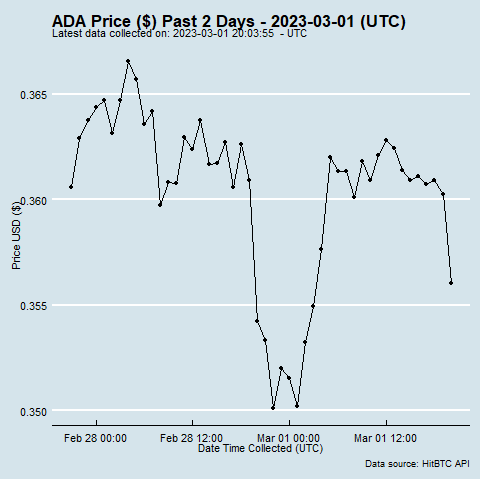 ADA Price ($) Past 2 Days - 2023-03-01 (UTC)
Latest data collected on: 2023-03-01 20:03:55 - UTC
Price USD ($)
0.365
0.360
0.355
0.350
Feb 28 00:00
Feb 28 12:00
Mar 01 00:00
Mar 01 12:00
Date Time Collected (UTC)
Data source: HitBTC API